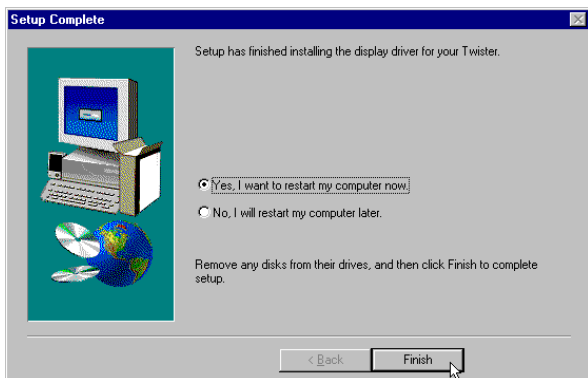 Setup Complete
Setup has finished installing the display driver for your Twister.
Yes, I want to restart my computer now.
No, I will restart my computer later.
Remove any disks from their drives, and then click Finish to complete
setup.
< Back
Finish